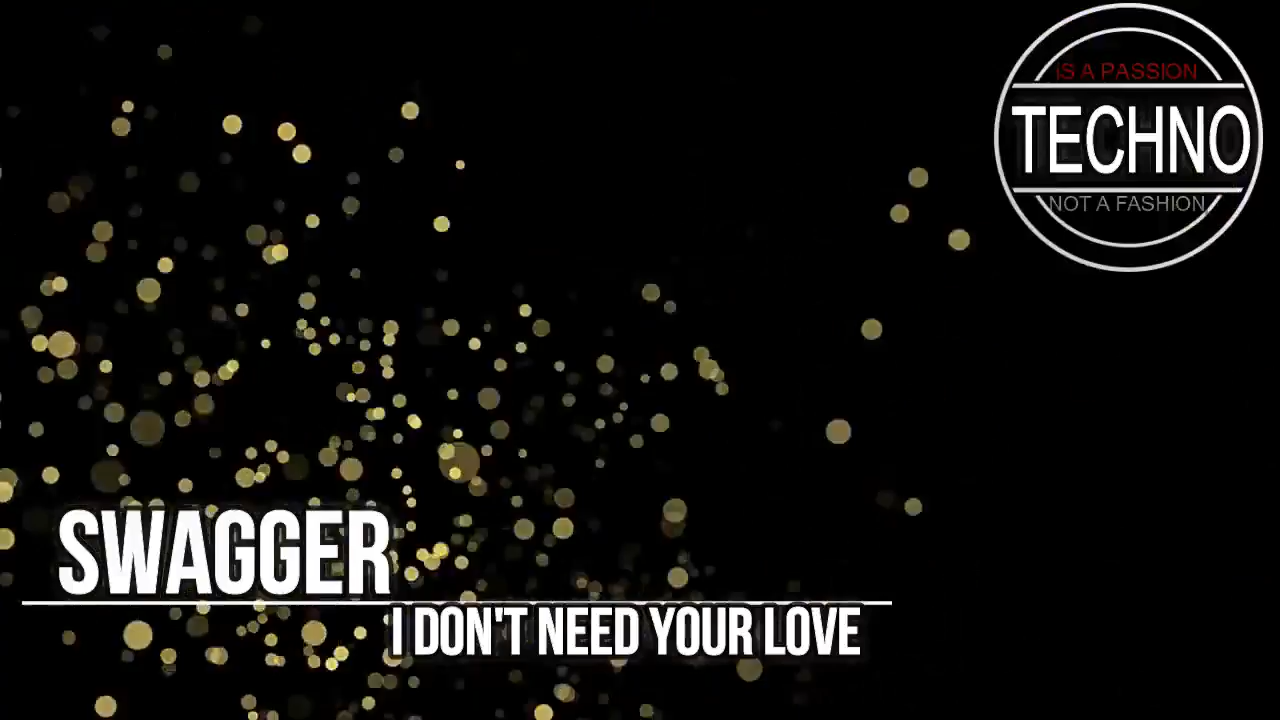 iS A PASSION
TECHNO
NOT A FASHION
SWAGGER
I DON'T NEED YOUR LOVE